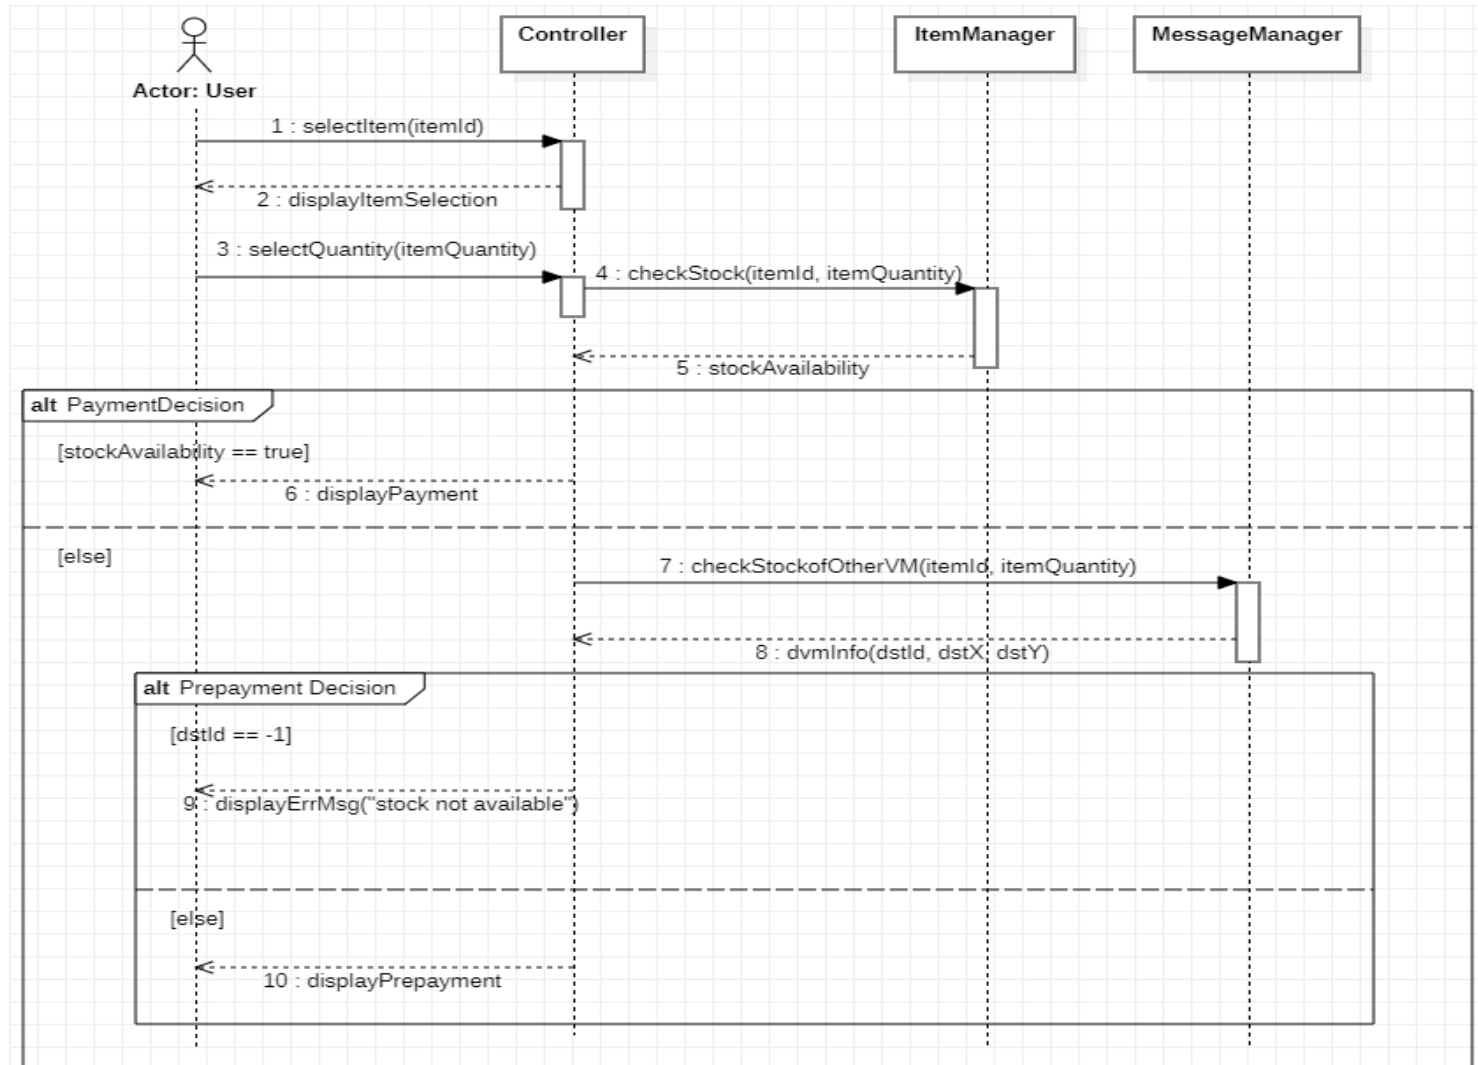 Controller
ItemManager
MessageManager
Actor: User
1 : selectItem(itemId)
2 : displayItemSelection
3 : selectQuantity(itemQuantity)
4 : checkStock(itemId, itemQuantity)
5 : stockAvailability
alt PaymentDecision
[stockAvailability == true]
6 : displayPayment
[else]
7 : checkStockofOtherVM(itemId, itemQuantity)
8 : dvmInfo(dstId, dstX, dstY)
alt Prepayment Decision
[dstId == -1]
9 : displayErrMsg("stock not available")
[else]
10 : displayPrepayment